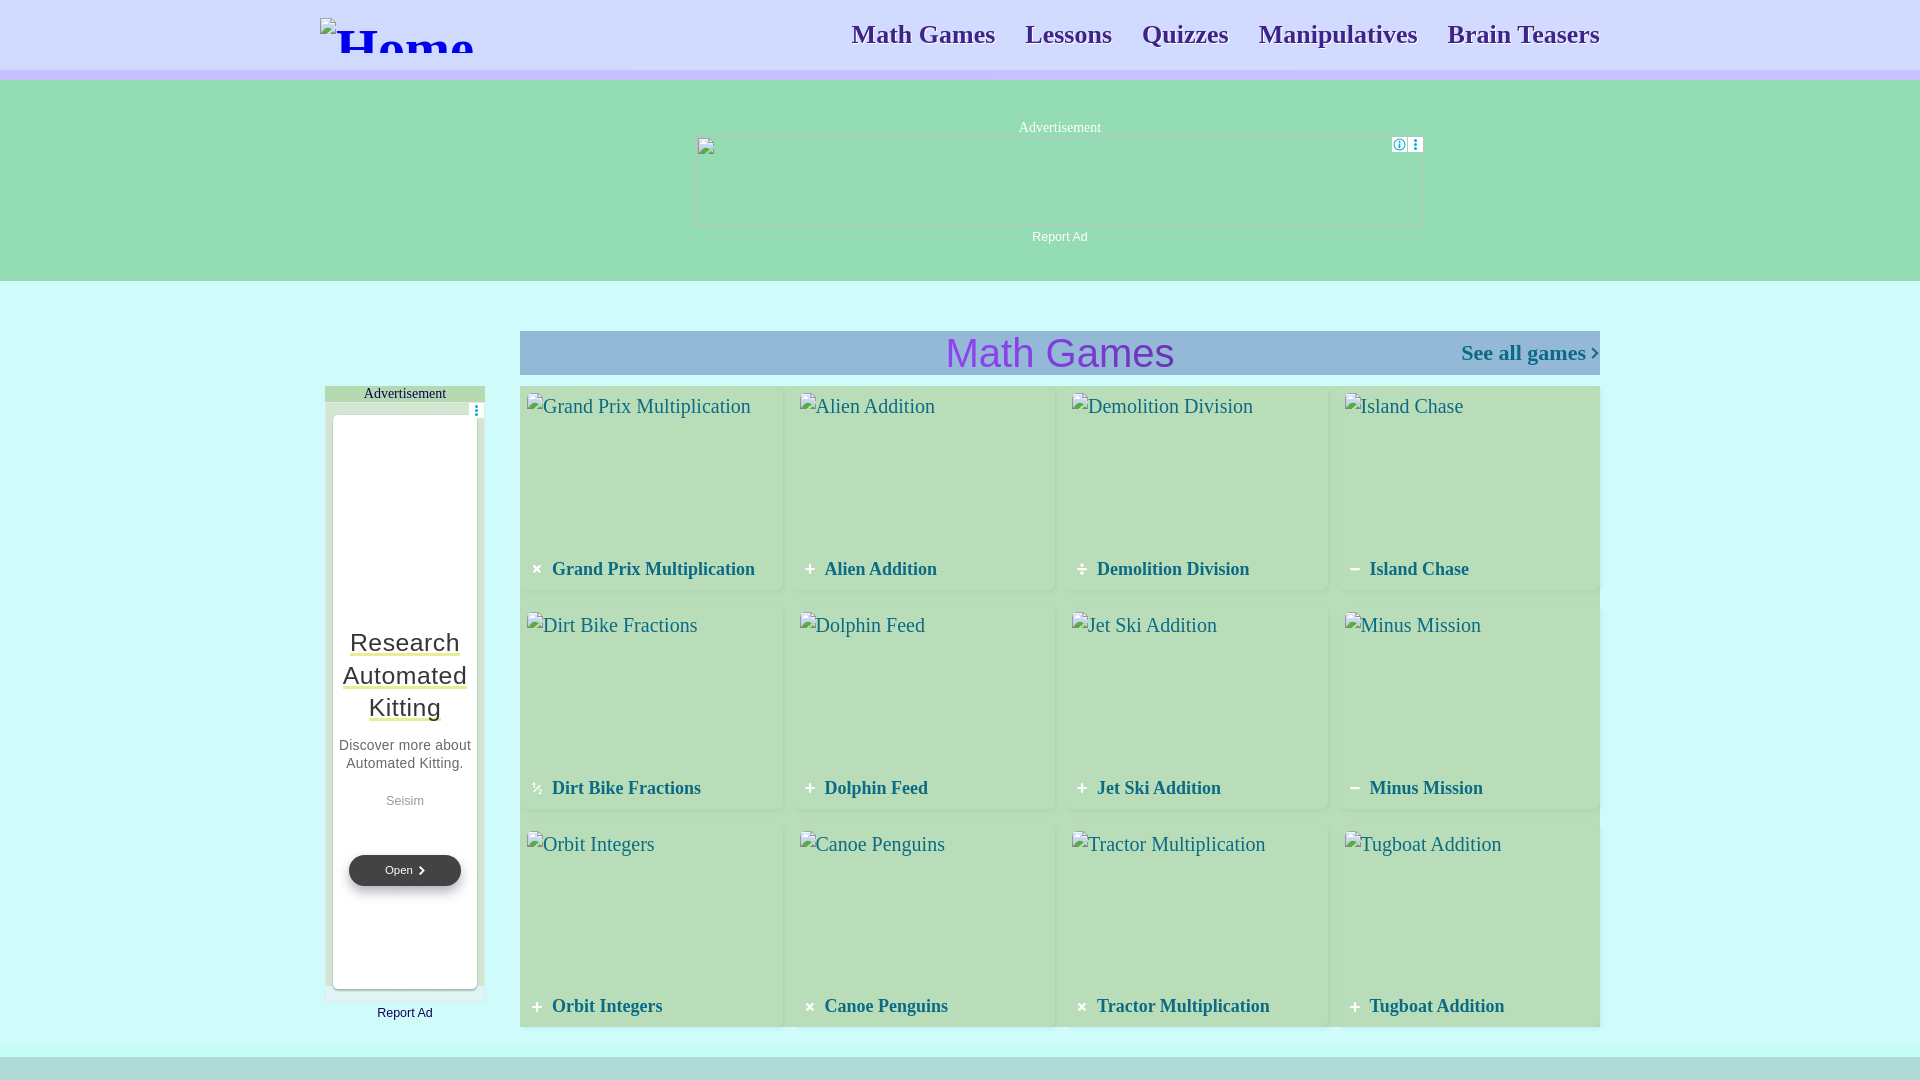 Home
Math Games
Lessons
Quizzes
Manipulatives
Brain Teasers
Advertisement
Report Ad
Math Games
See all games
Advertisement
Research
Automated
Kitting
Discover more about
Automated Kitting.
Seisim
Open
Report Ad
Grand Prix Multiplication
Alien Addition
Demolition Division
Island Chase
× Grand Prix Multiplication
+ Alien Addition
÷ Demolition Division
− Island Chase
Dirt Bike Fractions
Dolphin Feed
Jet Ski Addition
Minus Mission
½ Dirt Bike Fractions
+ Dolphin Feed
+ Jet Ski Addition
− Minus Mission
Orbit Integers
Canoe Penguins
Tractor Multiplication
Tugboat Addition
+ Orbit Integers
× Canoe Penguins
× Tractor Multiplication
+ Tugboat Addition